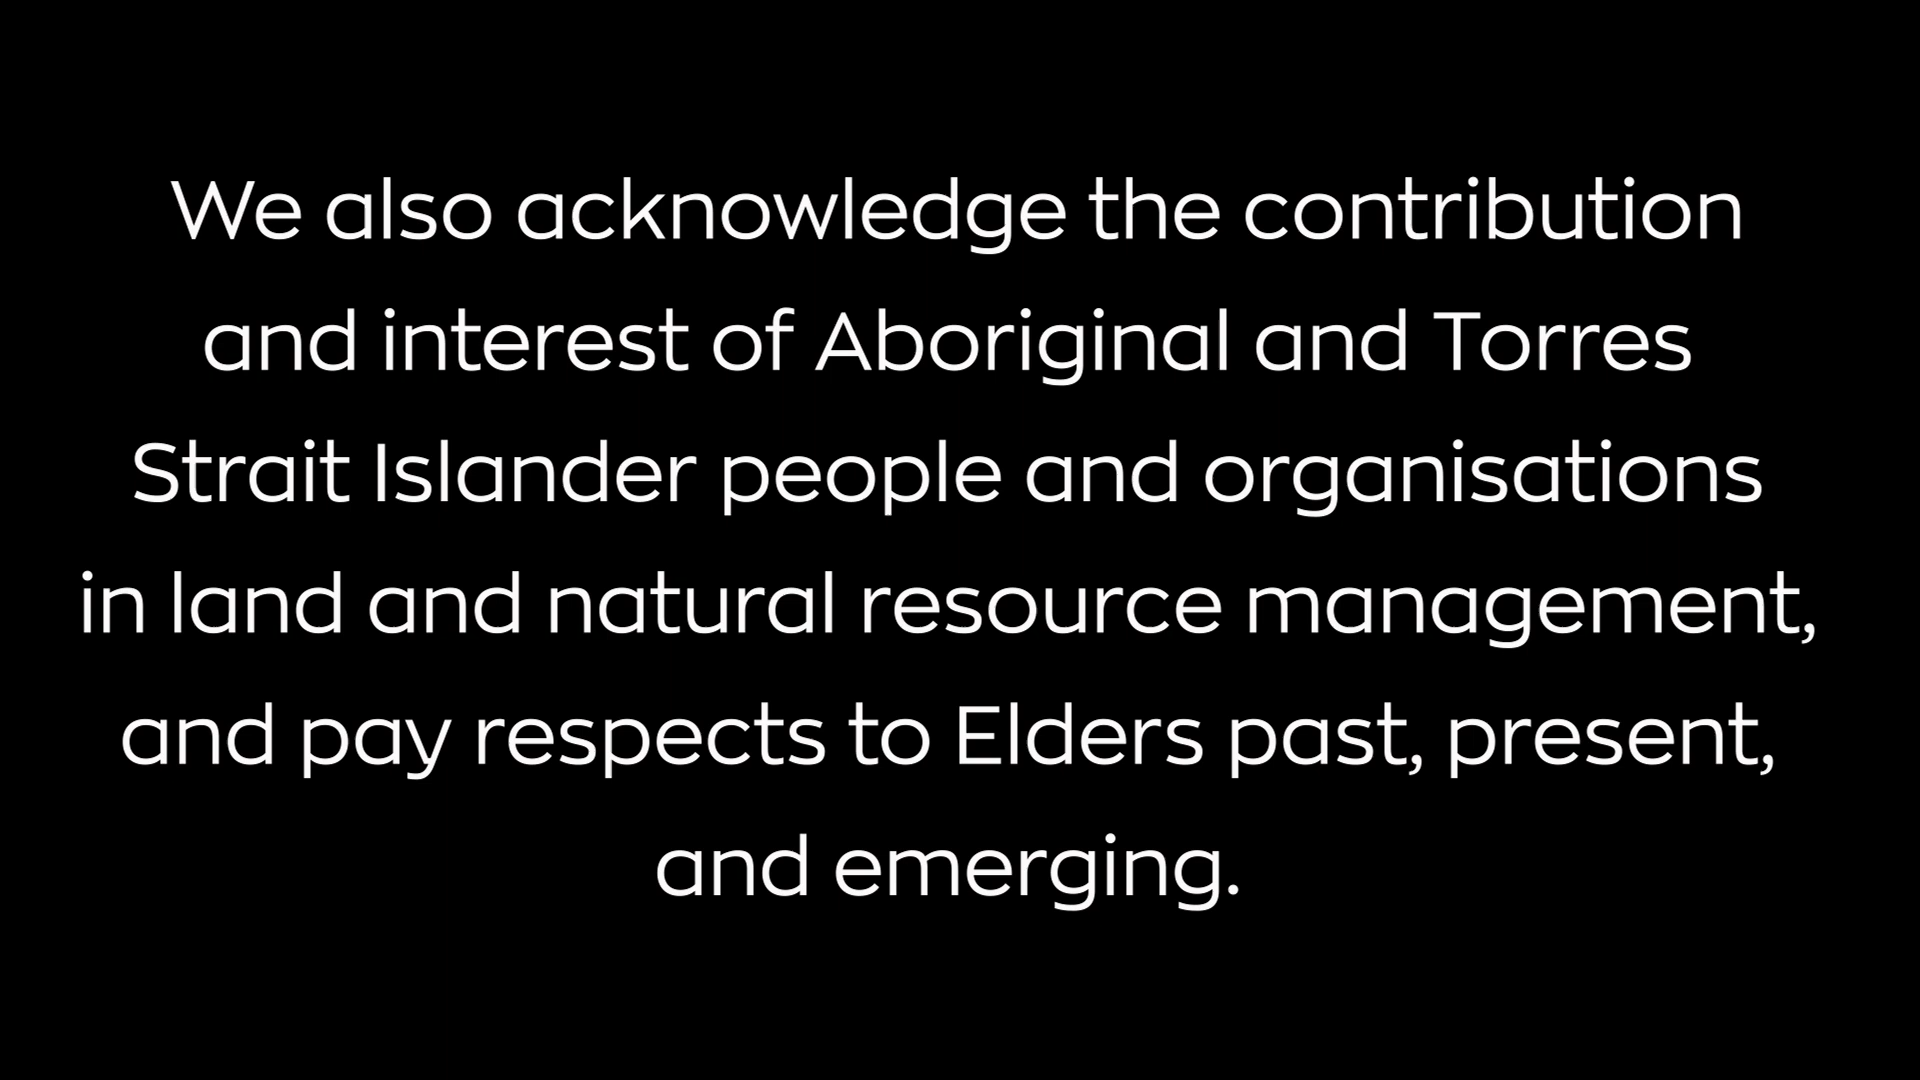 We also acknowledge the contribution
and interest of Aboriginal and Torres
Strait Islander people and organisations
in land and natural resource management,
and pay respects to Elders past, present,
and emerging.